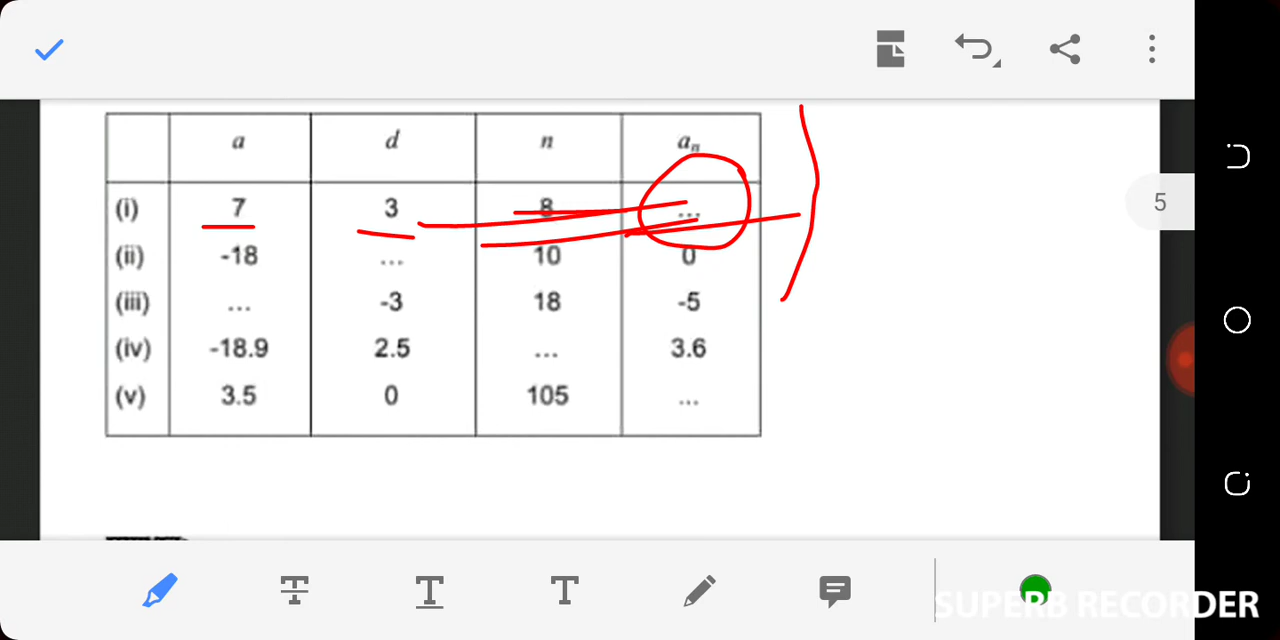 a d n an
(i) 7 3 8 ...
(ii) -18 ... 10 0
(iii) ... -3 18 -5
(iv) -18.9 2.5 ... 3.6
(v) 3.5 0 105 ...
5
T T T
SUPERB RECORDER